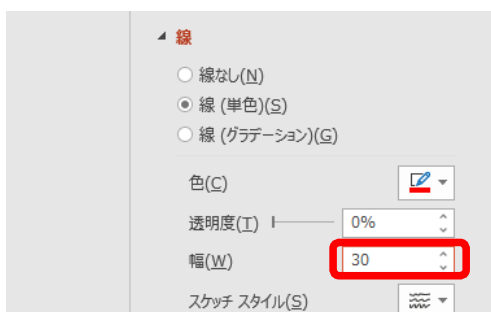 線
線なし(N)
線 (単色)(S)
線 (グラデーション)(G)
色(C)
透明度(T) 0%
幅(W) 30
スケッチ スタイル(S)